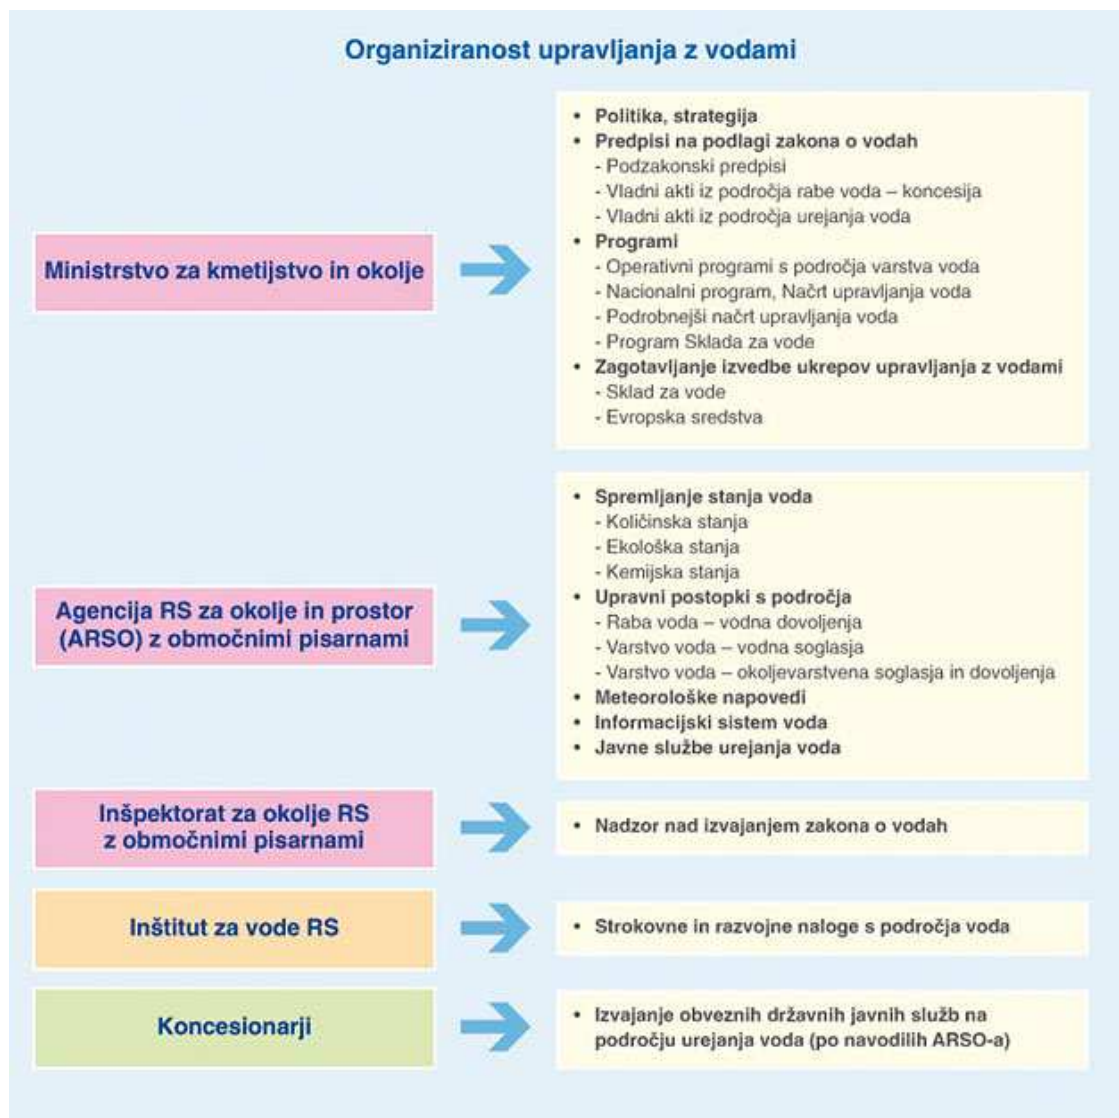 Organiziranost upravljanja z vodami
Ministrstvo za kmetijstvo in okolje
• Politika, strategija
• Predpisi na podlagi zakona o vodah
- Podzakonski predpisi
- Vladni akti iz področja rabe voda – koncesija
- Vladni akti iz področja urejanja voda
• Programi
- Operativni programi s področja varstva voda
- Nacionalni program, Načrt upravljanja voda
- Podrobnejši načrt upravljanja voda
- Program Sklada za vode
• Zagotavljanje izvedbe ukrepov upravljanja z vodami
- Sklad za vode
- Evropska sredstva
Agencija RS za okolje in prostor
(ARSO) z območnimi pisarnami
• Spremljanje stanja voda
- Količinska stanja
- Ekološka stanja
- Kemijska stanja
• Upravni postopki s področja
- Raba voda – vodna dovoljenja
- Varstvo voda – vodna soglasja
- Varstvo voda – okoljevarstvena soglasja in dovoljenja
• Meteorološke napovedi
• Informacijski sistem voda
• Javne službe urejanja voda
Inšpektorat za okolje RS
z območnimi pisarnami
• Nadzor nad izvajanjem zakona o vodah
Inštitut za vode RS
• Strokovne in razvojne naloge s področja voda
Koncesionarji
• Izvajanje obveznih državnih javnih služb na
področju urejanja voda (po navodilih ARSO-a)